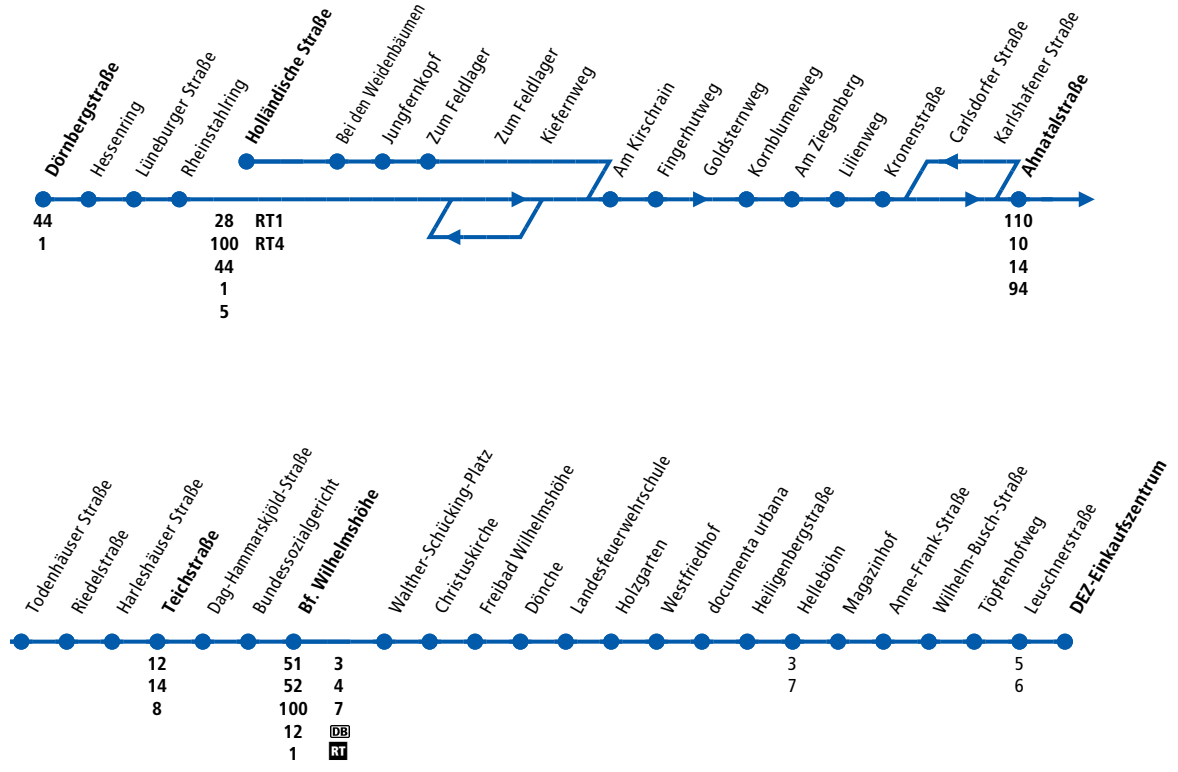 Dörnbergstraße
Hessenring
Lüneburger Straße
Rheinstahlring
Holländische Straße
Bei den Weidenbäumen
Jungfernkopf
Zum Feldlager
Zum Feldlager
Kiefernweg
Am Kirschrain
Fingerhutweg
Goldsternweg
Kornblumenweg
Am Ziegenberg
Lilienweg
Kronenstraße
Carlsdorfer Straße
Karlshafener Straße
Ahnatalstraße
44
1
28 RT1
100 RT4
44
1
5
110
10
14
94
Todenhäuser Straße
Riedelstraße
Harleshäuser Straße
Teichstraße
Dag-Hammarskjöld-Straße
Bundessozialgericht
Bf. Wilhelmshöhe
Walther-Schücking-Platz
Christuskirche
Freibad Wilhelmshöhe
Dönche
Landesfeuerwehrschule
Holzgarten
Westfriedhof
documenta urbana
Heiligenbergstraße
Helleböhn
Magazinhof
Anne-Frank-Straße
Wilhelm-Busch-Straße
Töpfenhofweg
Leuschnerstraße
DEZ-Einkaufszentrum
12
14
8
51 3
52 4
100 7
12 DB
1 RT
3
7
5
6